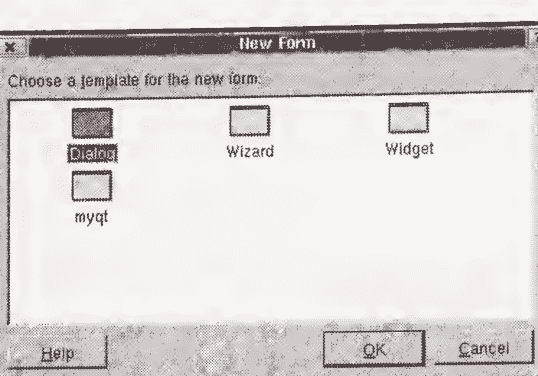 New Form
Choose a template for the new form:
Dialog
Wizard
Widget
myqt
Help
OK
Cancel